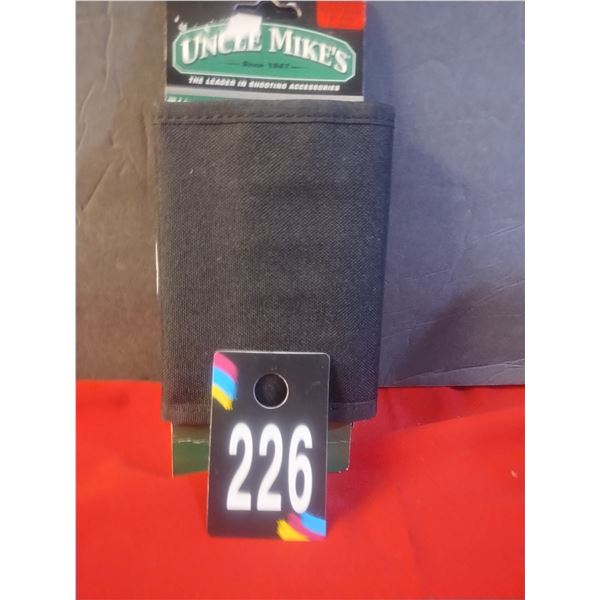 UNCLE MIKE'S
Since 1947
THE LEADER IN SHOOTING ACCESSORIES
226